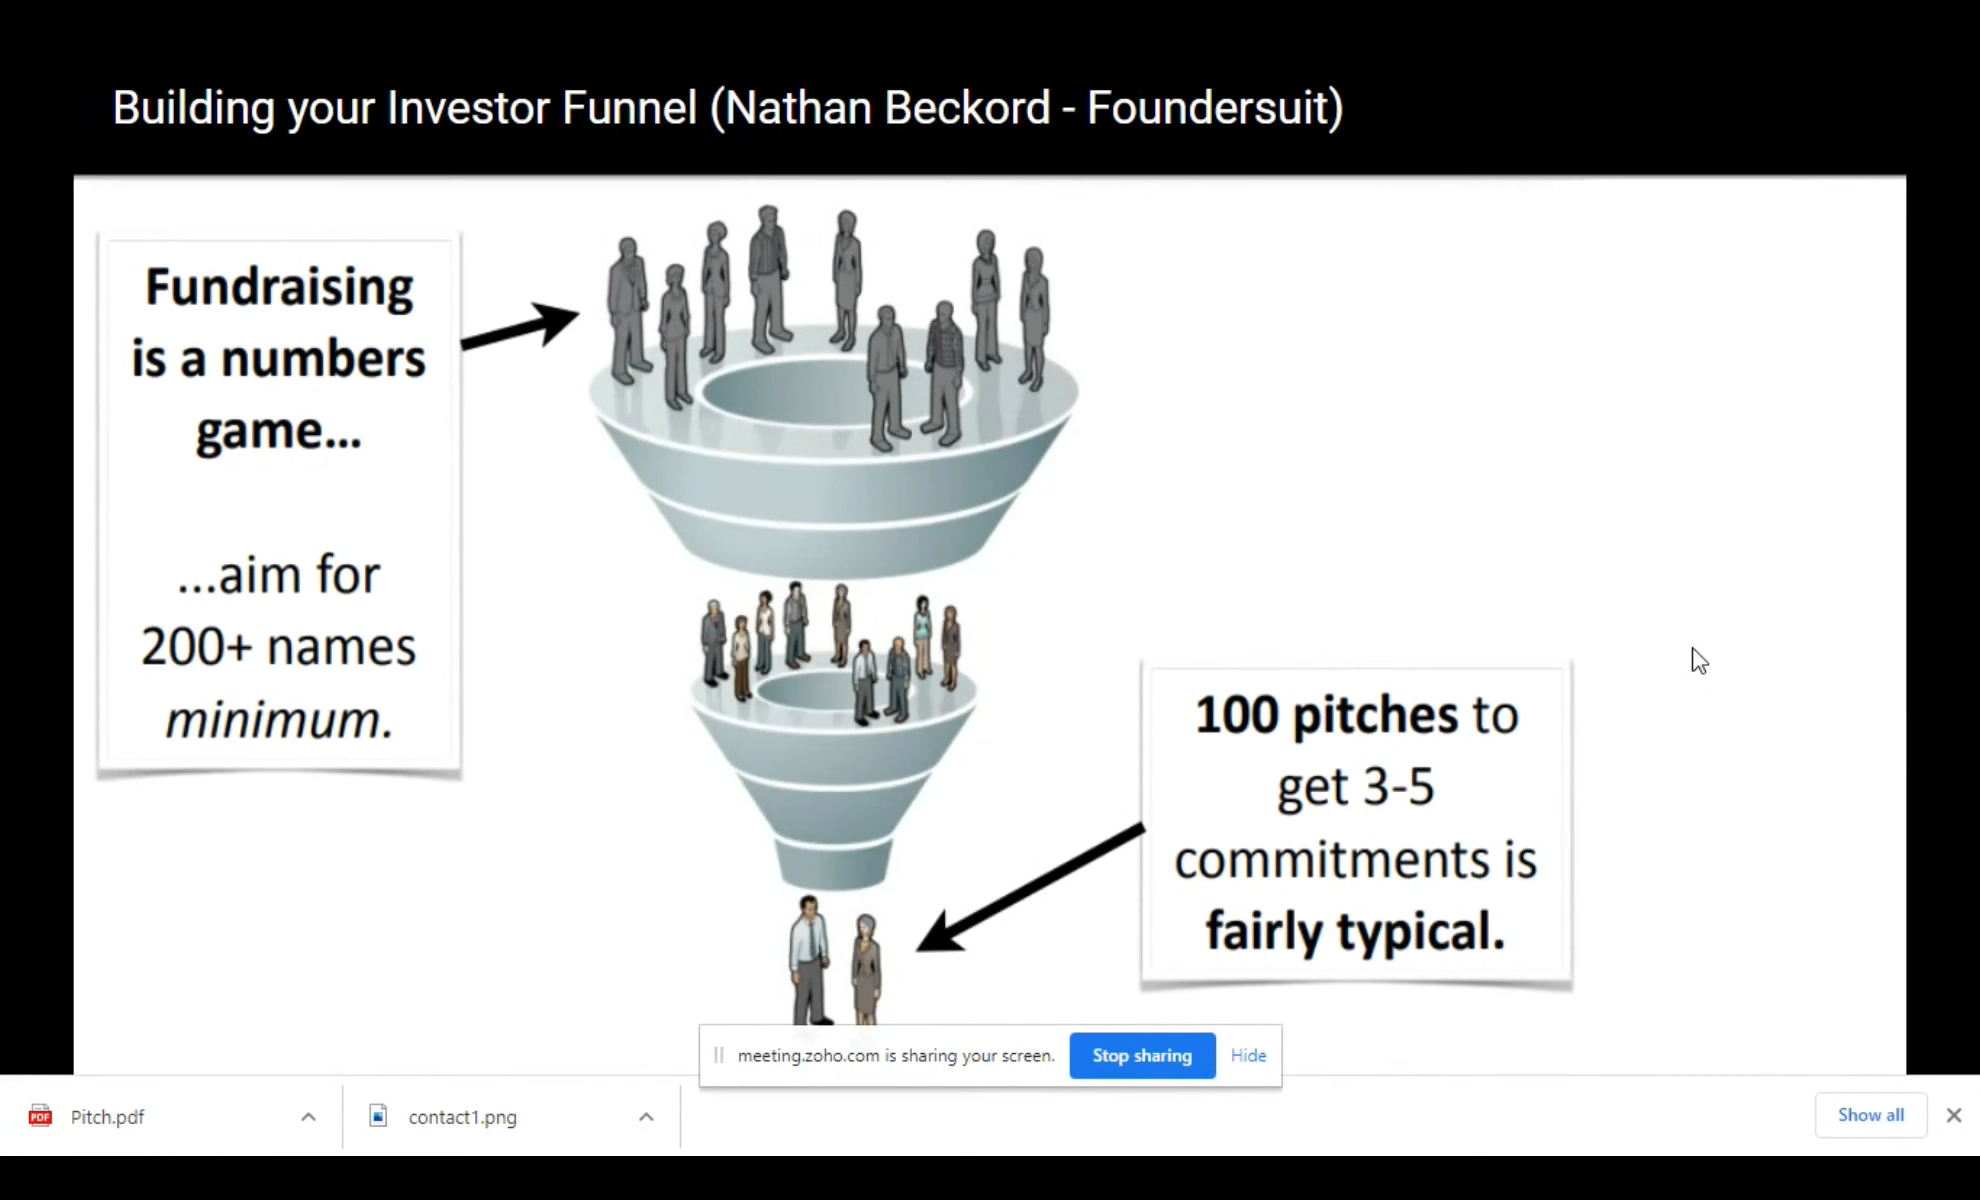 Building your Investor Funnel (Nathan Beckord - Foundersuit)
Fundraising
is a numbers
game...
...aim for
200+ names
minimum.
100 pitches to
get 3-5
commitments is
fairly typical.
meeting.zoho.com is sharing your screen.
Stop sharing
Hide
PDF
Pitch.pdf
contact1.png
Show all